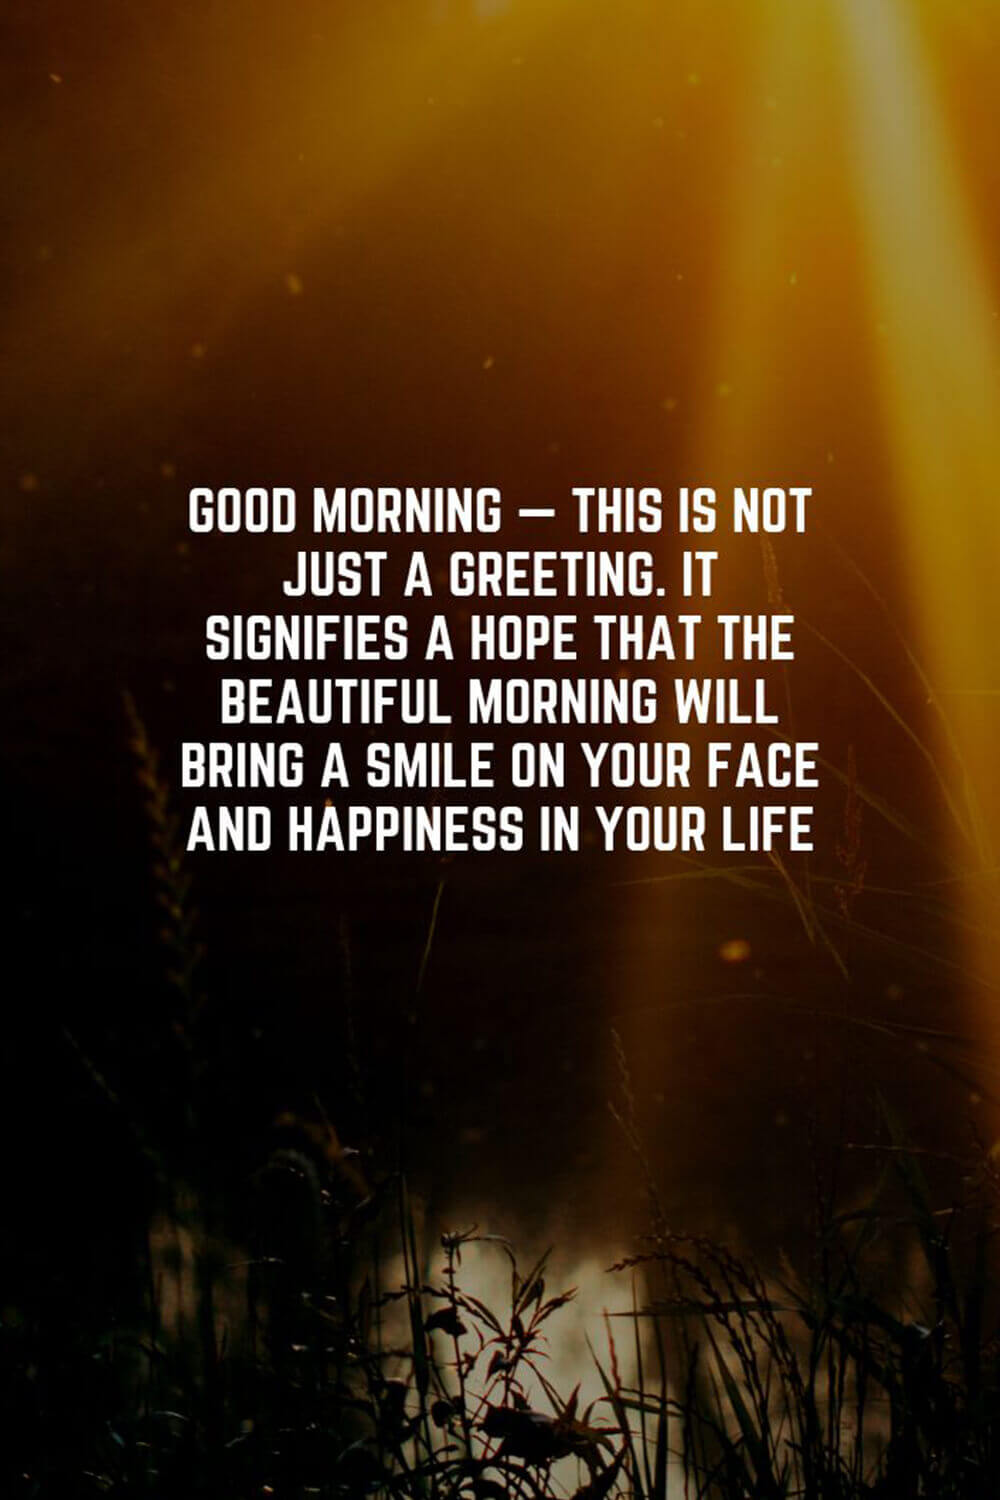 GOOD MORNING — THIS IS NOT
JUST A GREETING. IT
SIGNIFIES A HOPE THAT THE
BEAUTIFUL MORNING WILL
BRING A SMILE ON YOUR FACE
AND HAPPINESS IN YOUR LIFE